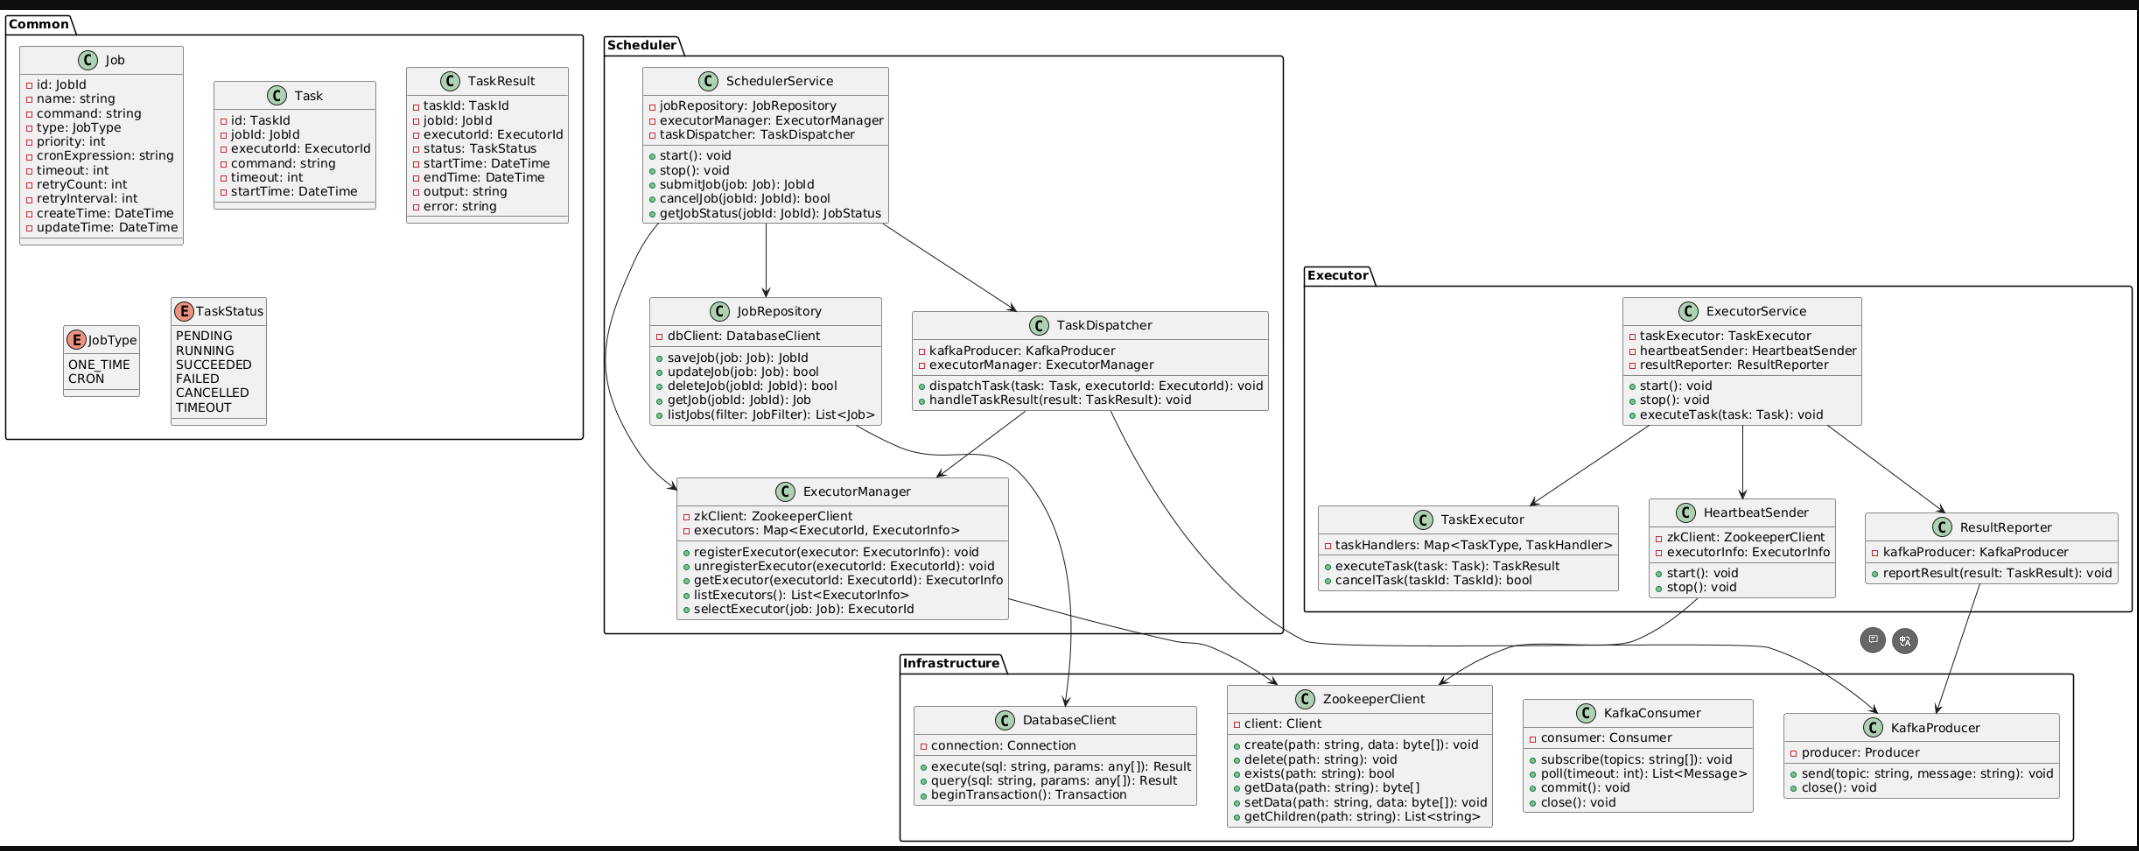 Common
Job
id: JobId
name: string
command: string
type: JobType
priority: int
cronExpression: string
timeout: int
retryCount: int
retryInterval: int
createTime: DateTime
updateTime: DateTime
Task
id: TaskId
jobId: JobId
executorId: ExecutorId
command: string
timeout: int
startTime: DateTime
TaskResult
taskId: TaskId
jobId: JobId
executorId: ExecutorId
status: TaskStatus
startTime: DateTime
endTime: DateTime
output: string
error: string
JobType
ONE_TIME
CRON
TaskStatus
PENDING
RUNNING
SUCCEEDED
FAILED
CANCELLED
TIMEOUT
Scheduler
SchedulerService
jobRepository: JobRepository
executorManager: ExecutorManager
taskDispatcher: TaskDispatcher
start(): void
stop(): void
submitJob(job: Job): JobId
cancelJob(jobId: JobId): bool
getJobStatus(jobId: JobId): JobStatus
JobRepository
dbClient: DatabaseClient
saveJob(job: Job): JobId
updateJob(job: Job): bool
deleteJob(jobId: JobId): bool
getJob(jobId: JobId): Job
listJobs(filter: JobFilter): List<Job>
TaskDispatcher
kafkaProducer: KafkaProducer
executorManager: ExecutorManager
dispatchTask(task: Task, executorId: ExecutorId): void
handleTaskResult(result: TaskResult): void
ExecutorManager
zkClient: ZookeeperClient
executors: Map<ExecutorId, ExecutorInfo>
registerExecutor(executor: ExecutorInfo): void
unregisterExecutor(executorId: ExecutorId): void
getExecutor(executorId: ExecutorId): ExecutorInfo
listExecutors(): List<ExecutorInfo>
selectExecutor(job: Job): ExecutorId
Executor
ExecutorService
taskExecutor: TaskExecutor
heartbeatSender: HeartbeatSender
resultReporter: ResultReporter
start(): void
stop(): void
executeTask(task: Task): void
TaskExecutor
taskHandlers: Map<TaskType, TaskHandler>
executeTask(task: Task): TaskResult
cancelTask(taskId: TaskId): bool
HeartbeatSender
zkClient: ZookeeperClient
executorInfo: ExecutorInfo
start(): void
stop(): void
ResultReporter
kafkaProducer: KafkaProducer
reportResult(result: TaskResult): void
Infrastructure
DatabaseClient
connection: Connection
execute(sql: string, params: any[]): Result
query(sql: string, params: any[]): Result
beginTransaction(): Transaction
ZookeeperClient
client: Client
create(path: string, data: byte[]): void
delete(path: string): void
exists(path: string): bool
getData(path: string): byte[]
setData(path: string, data: byte[]): void
getChildren(path: string): List<string>
KafkaConsumer
consumer: Consumer
subscribe(topics: string[]): void
poll(timeout: int): List<Message>
commit(): void
close(): void
KafkaProducer
producer: Producer
send(topic: string, message: string): void
close(): void